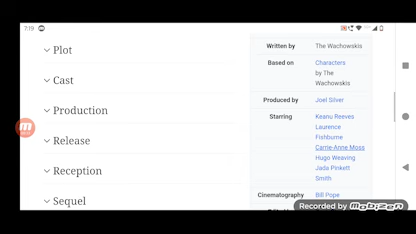 7:19
Plot
Cast
Production
Release
Reception
Sequel
Written by The Wachowskis
Based on Characters
by The
Wachowskis
Produced by Joel Silver
Starring Keanu Reeves
Laurence
Fishburne
Carrie-Anne Moss
Hugo Weaving
Jada Pinkett
Smith
Cinematography Bill Pope
Recorded by Mobizen